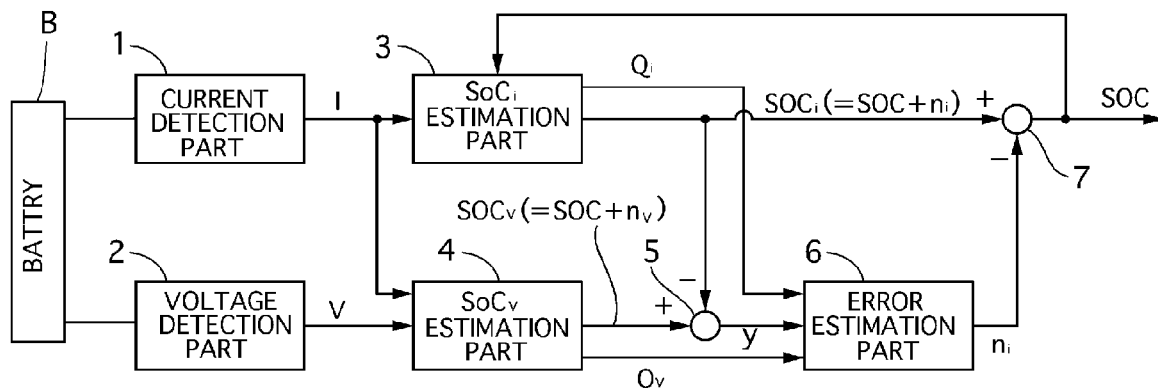 B
1
3
Qi
CURRENT
DETECTION
PART
I
SoCi
ESTIMATION
PART
SOCi(=SOC+ni)
+
SOC
−
7
BATTRY
SOCv(=SOC+nv)
2
4
5
6
−
VOLTAGE
DETECTION
PART
V
SoCv
ESTIMATION
PART
+
y
ERROR
ESTIMATION
PART
ni
Qv